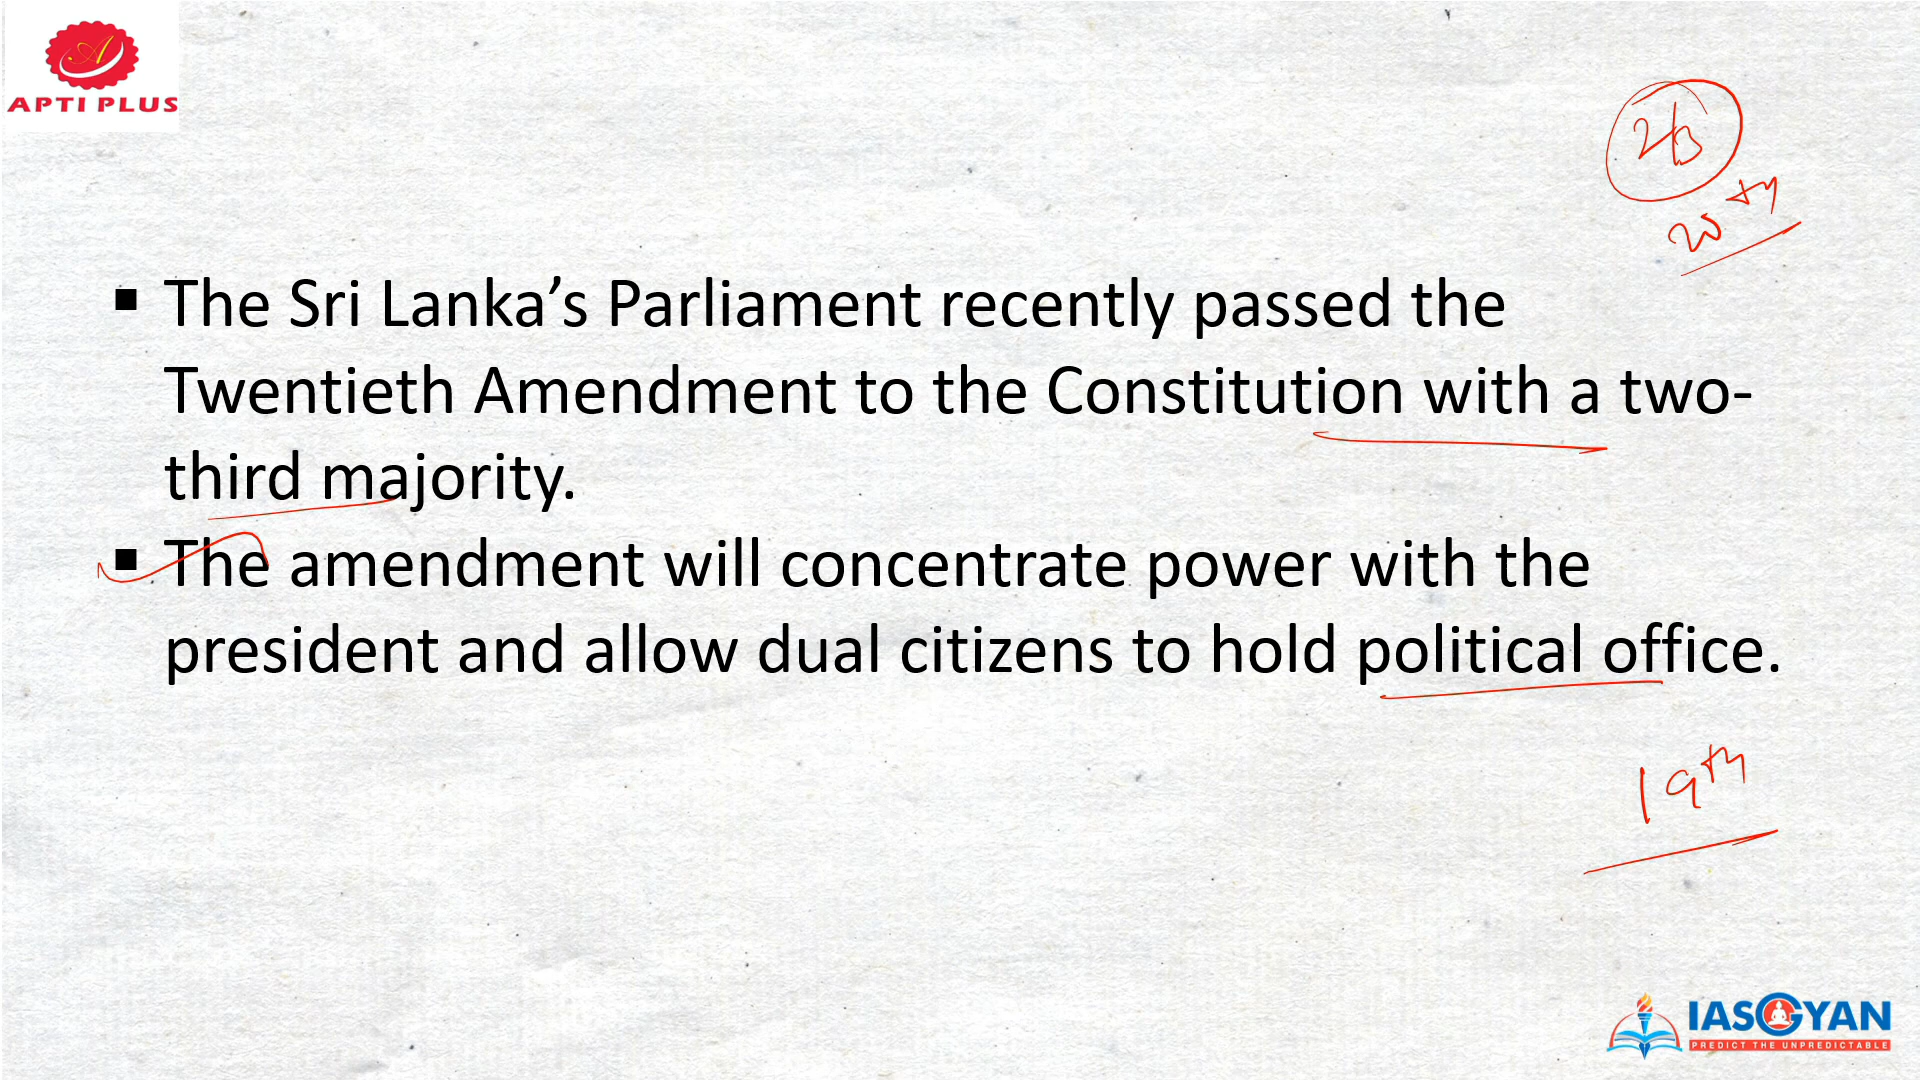 APTI PLUS
2/3
20th
▪ The Sri Lanka’s Parliament recently passed the
Twentieth Amendment to the Constitution with a two-
third majority.
▪ The amendment will concentrate power with the
president and allow dual citizens to hold political office.
19th
IASGYAN
PREDICT THE UNPREDICTABLE